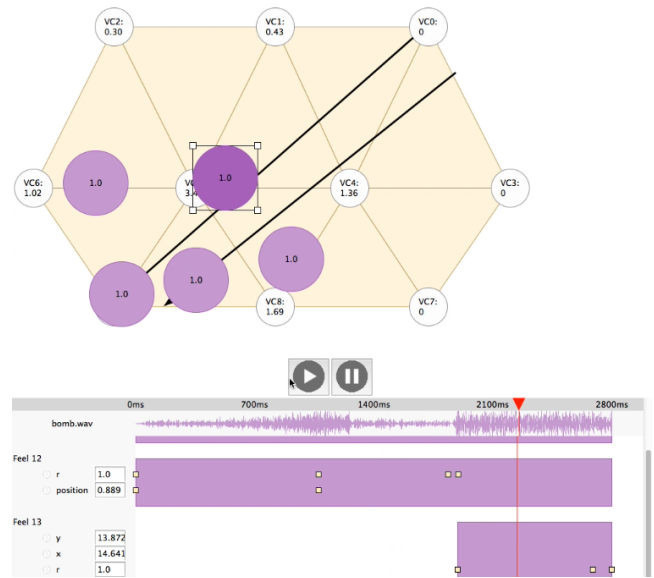 VC2:
0.30
VC1:
0.43
VC0:
0
1.0
1.0
VC6:
1.02
VC4:
1.36
VC3:
0
1.0
1.0
1.0
VC8:
1.69
VC7:
0
0ms 700ms 1400ms 2100ms 2800ms
bomb.wav
Feel 12
r 1.0
position 0.889
Feel 13
y 13.872
x 14.641
r 1.0